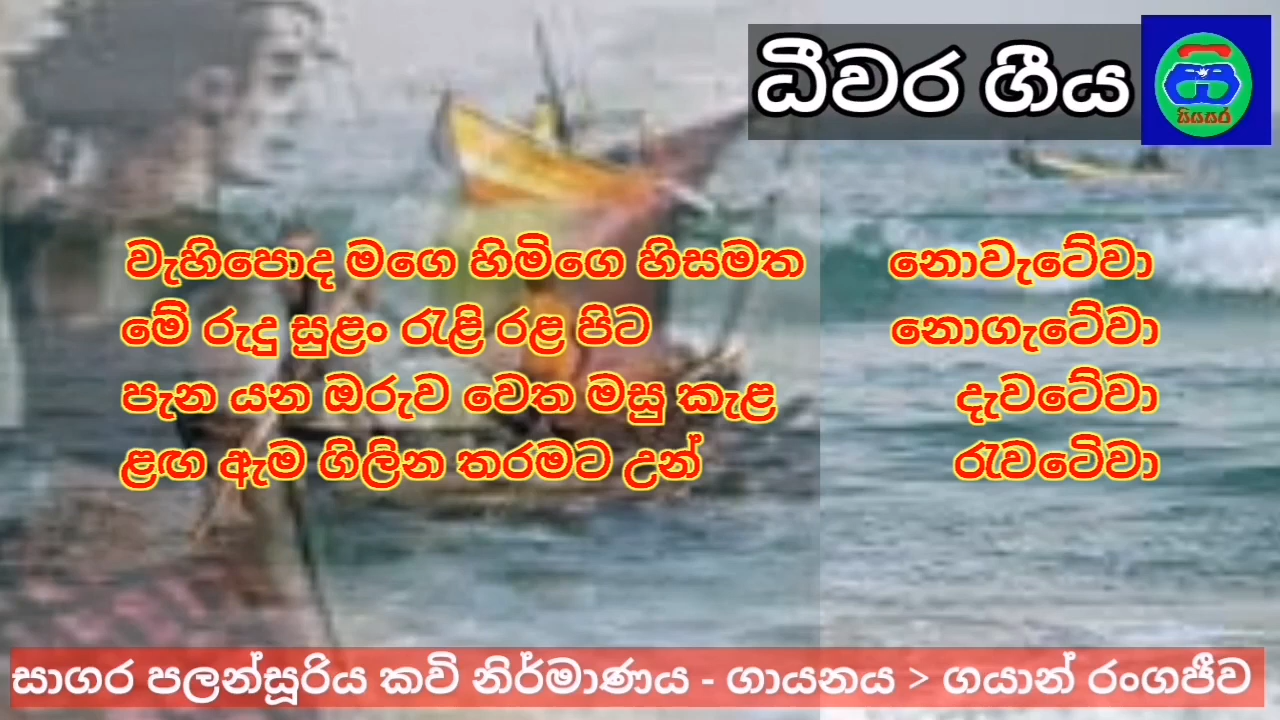 ධීවර ගීය
සියසර
වැහිපොද මගෙ හිමිගෙ හිසමත නොවැටේවා
මේ රුදු සුළං රැළි රළ පිට නොගැටේවා
පැන යන ඔරුව වෙත මසු කැළ දැවටේවා
ළඟ ඇම ගිලින තරමට උන් රැවටේවා
සාගර පලන්සූරිය කවි නිර්මාණය - ගායනය > ගයාන් රංගජීව